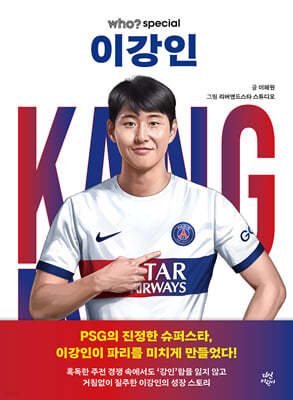 who? special
이강인
글 이혜원
그림 리버앤드스타 스튜디오
KANG
GO
QATAR
AIRWAYS
PSG의 진정한 슈퍼스타,
이강인이 파리를 미치게 만들었다!
혹독한 주전 경쟁 속에서도 ‘강인’함을 잃지 않고
거침없이 질주한 이강인의 성장 스토리
다산
어린이